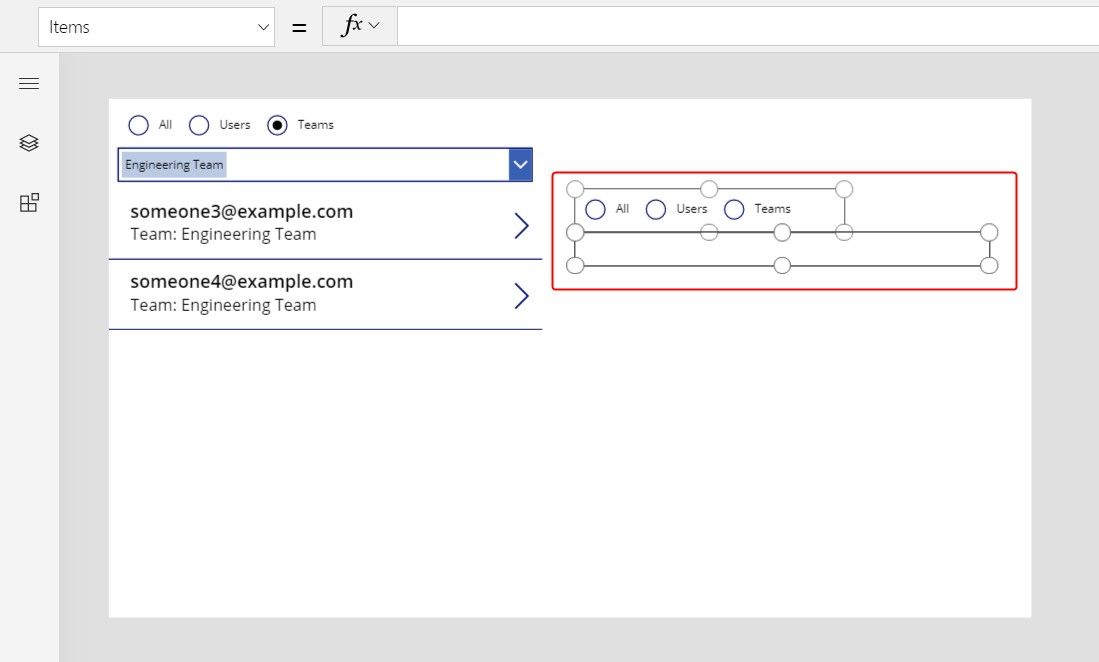 Items = fx
All Users Teams
Engineering Team
someone3@example.com
Team: Engineering Team
someone4@example.com
Team: Engineering Team
All Users Teams